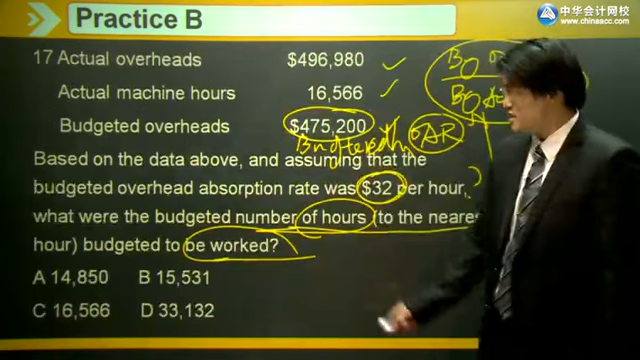 Practice B
中华会计网校
www.chinaacc.com
17 Actual overheads $496,980
Actual machine hours 16,566
Budgeted overheads $475,200
OAR
Based on the data above, and assuming that the
budgeted overhead absorption rate was $32 per hour,
what were the budgeted number of hours (to the neares
hour) budgeted to be worked?
A 14,850 B 15,531
C 16,566 D 33,132